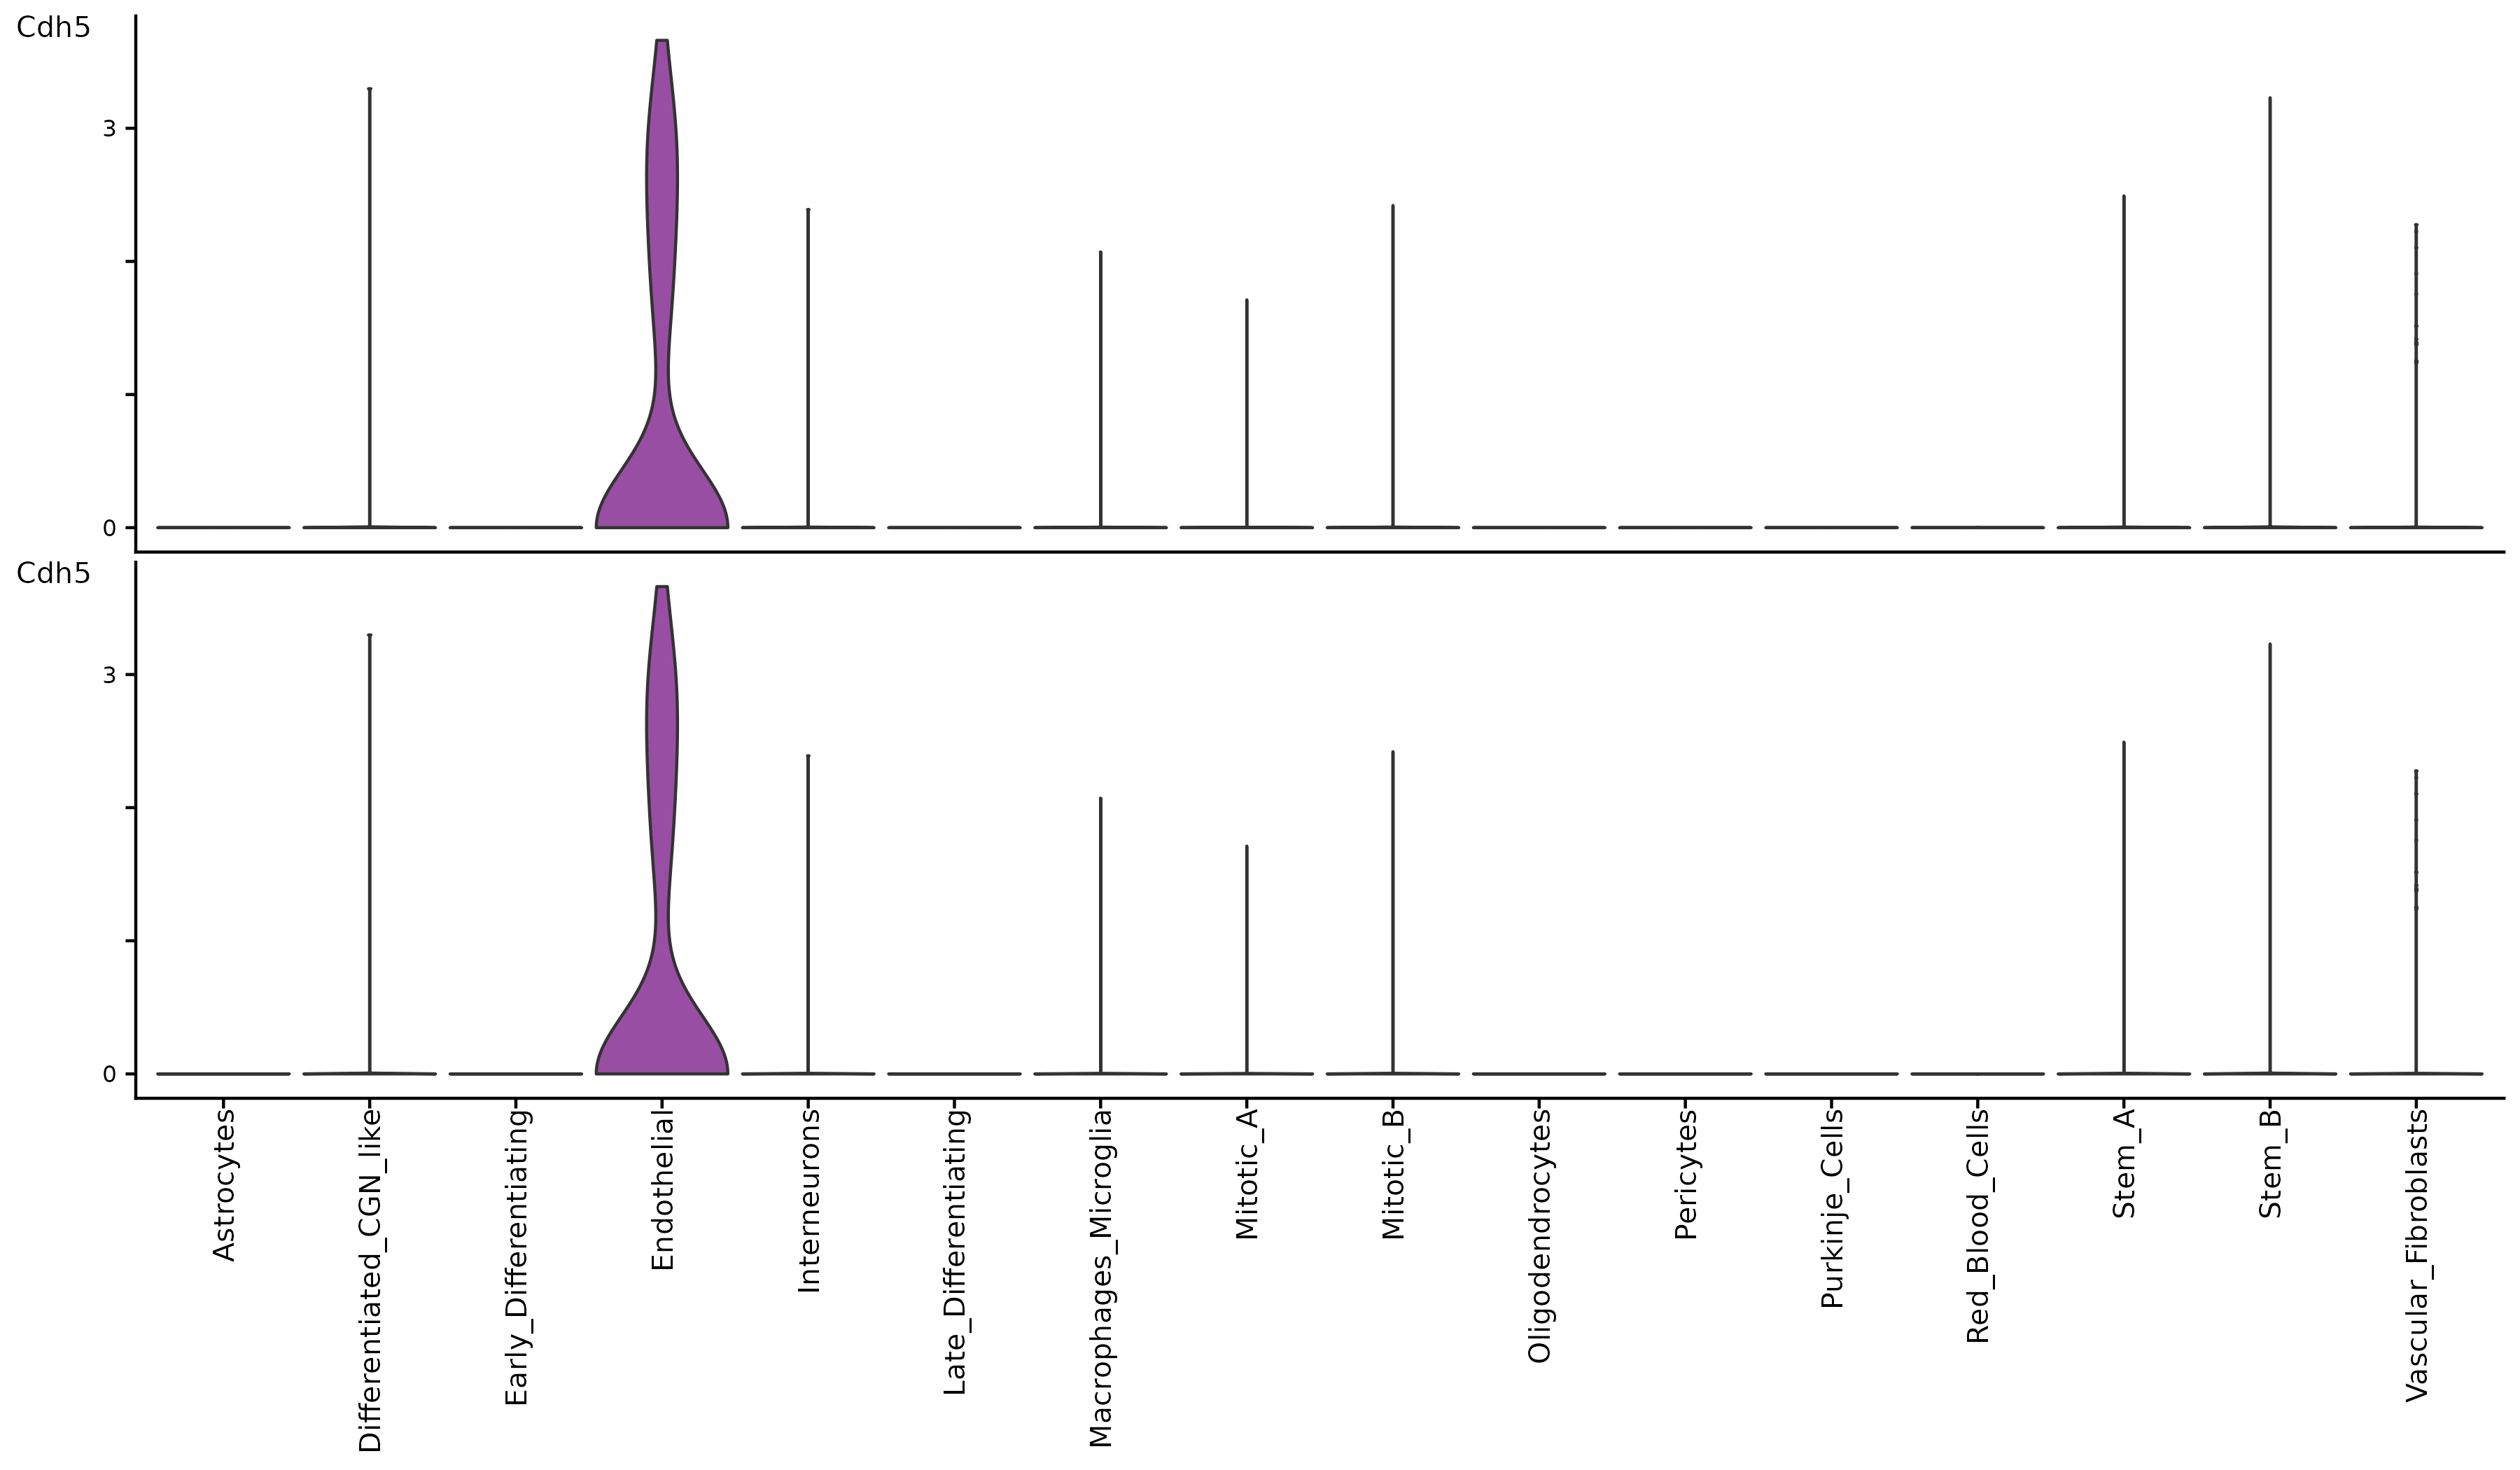 Cdh5
3
0
Cdh5
3
0
Astrocytes
Differentiated_CGN_like
Early_Differentiating
Endothelial
Interneurons
Late_Differentiating
Macrophages_Microglia
Mitotic_A
Mitotic_B
Oligodendrocytes
Pericytes
Purkinje_Cells
Red_Blood_Cells
Stem_A
Stem_B
Vascular_Fibroblasts